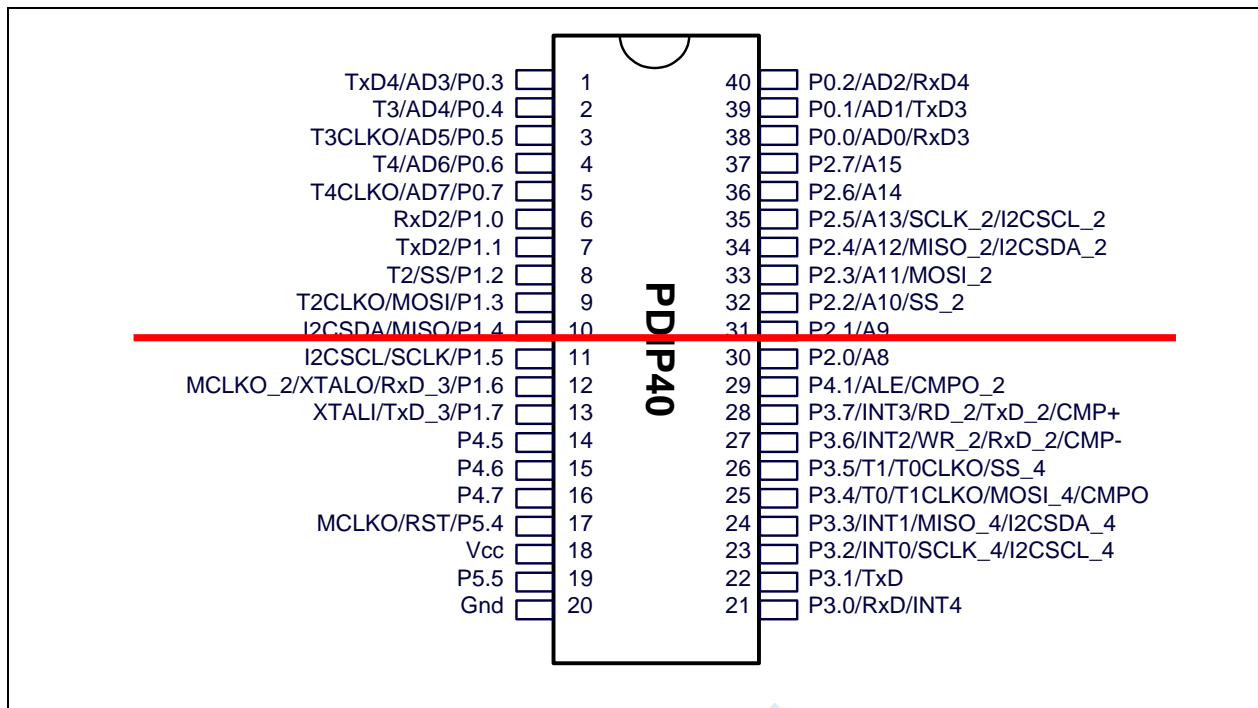 TxD4/AD3/P0.3 1 40 P0.2/AD2/RxD4
T3/AD4/P0.4 2 39 P0.1/AD1/TxD3
T3CLKO/AD5/P0.5 3 38 P0.0/AD0/RxD3
T4/AD6/P0.6 4 37 P2.7/A15
T4CLKO/AD7/P0.7 5 36 P2.6/A14
RxD2/P1.0 6 35 P2.5/A13/SCLK_2/I2CSCL_2
TxD2/P1.1 7 34 P2.4/A12/MISO_2/I2CSDA_2
T2/SS/P1.2 8 33 P2.3/A11/MOSI_2
T2CLKO/MOSI/P1.3 9 32 P2.2/A10/SS_2
I2CSDA/MISO/P1.4 10 31 P2.1/A9
I2CSCL/SCLK/P1.5 11 30 P2.0/A8
MCLKO_2/XTALO/RxD_3/P1.6 12 29 P4.1/ALE/CMPO_2
XTALI/TxD_3/P1.7 13 28 P3.7/INT3/RD_2/TxD_2/CMP+
P4.5 14 27 P3.6/INT2/WR_2/RxD_2/CMP-
P4.6 15 26 P3.5/T1/T0CLKO/SS_4
P4.7 16 25 P3.4/T0/T1CLKO/MOSI_4/CMPO
MCLKO/RST/P5.4 17 24 P3.3/INT1/MISO_4/I2CSDA_4
Vcc 18 23 P3.2/INT0/SCLK_4/I2CSCL_4
P5.5 19 22 P3.1/TxD
Gnd 20 21 P3.0/RxD/INT4
PDIP40